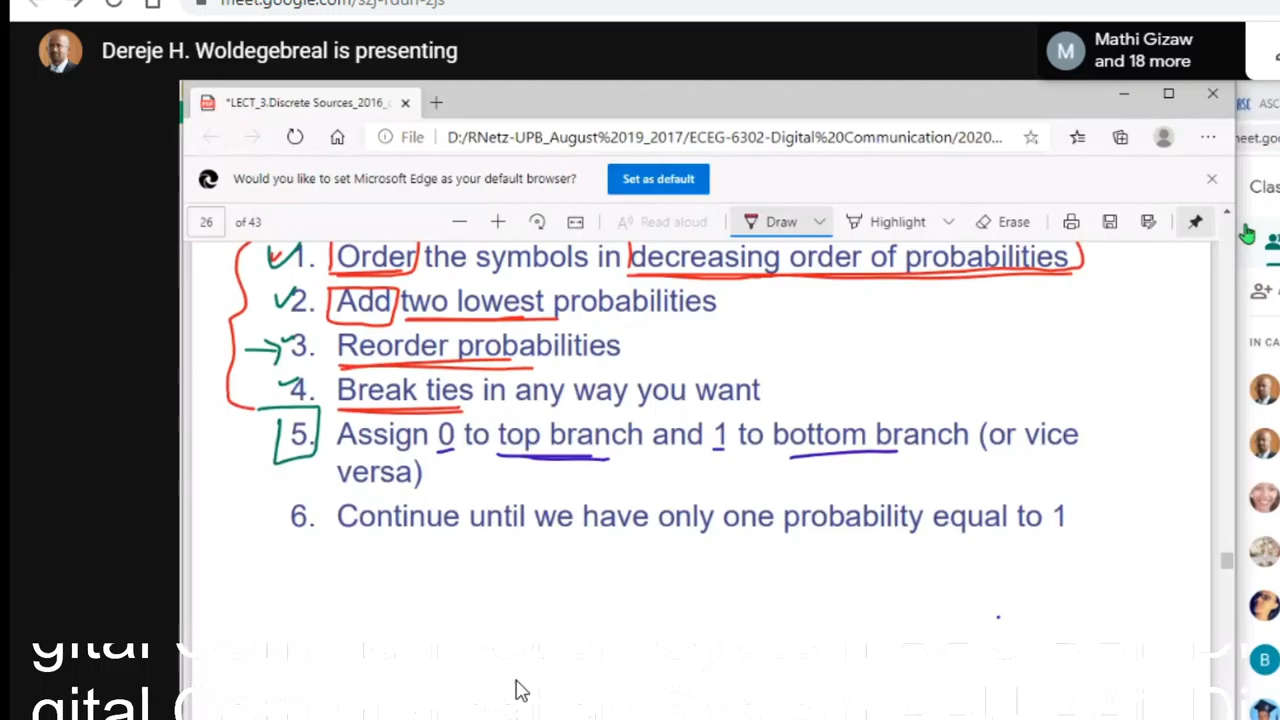 Dereje H. Woldegebreal is presenting
Mathi Gizaw
and 18 more
M
*LECT_3.Discrete Sources_2016_
ASC
File
D:/RNetz-UPB_August%2019_2017/ECEG-6302-Digital%20Communication/2020...
Would you like to set Microsoft Edge as your default browser?
Set as default
26 of 43
Read aloud
Draw
Highlight
Erase
1. Order the symbols in decreasing order of probabilities
2. Add two lowest probabilities
3. Reorder probabilities
4. Break ties in any way you want
5. Assign 0 to top branch and 1 to bottom branch (or vice
versa)
6. Continue until we have only one probability equal to 1
B